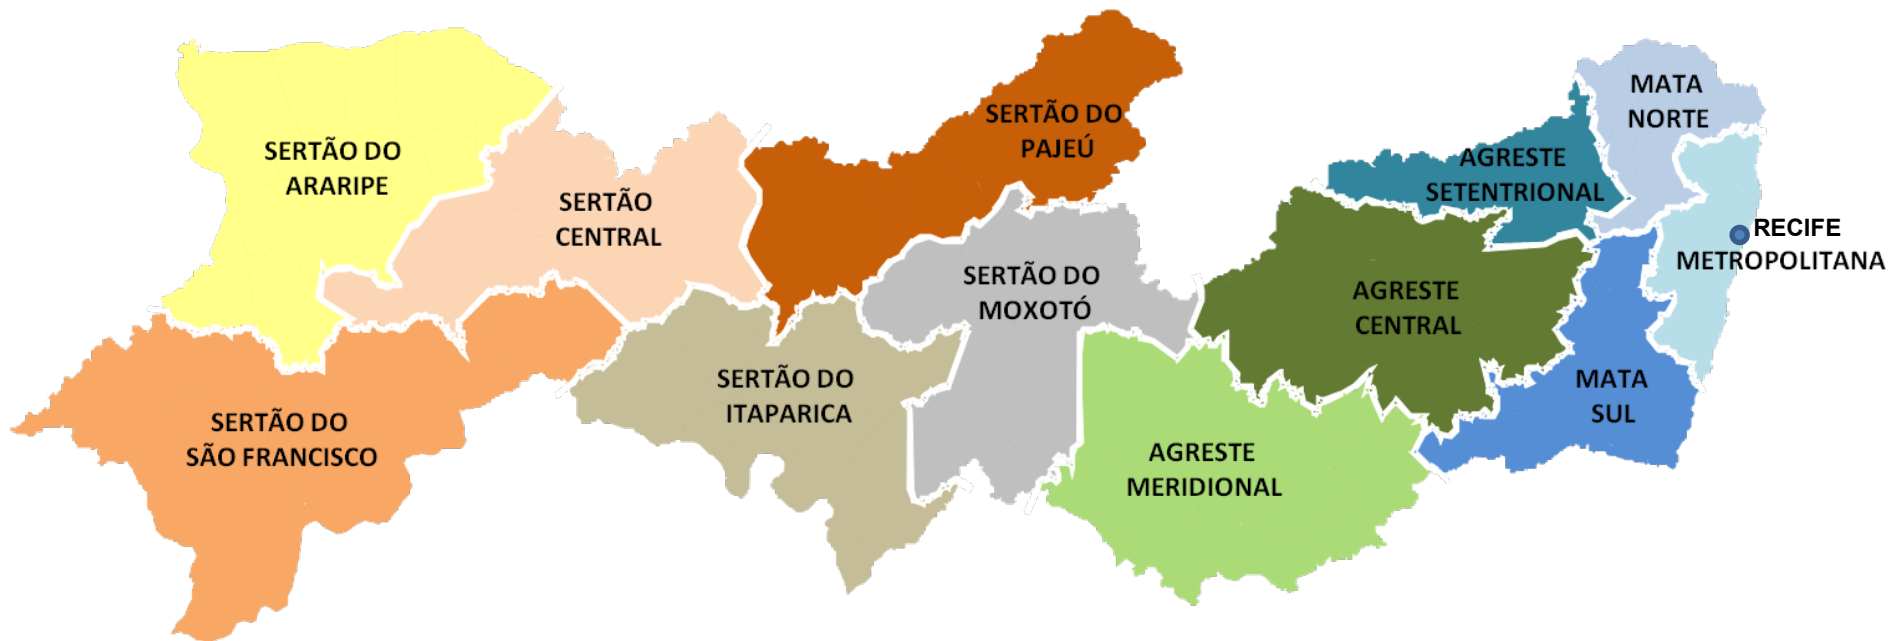 SERTÃO DO
ARARIPE
SERTÃO
CENTRAL
SERTÃO DO
PAJEÚ
MATA
NORTE
AGRESTE
SETENTRIONAL
RECIFE
METROPOLITANA
SERTÃO DO
MOXOTÓ
AGRESTE
CENTRAL
SERTÃO DO
SÃO FRANCISCO
SERTÃO DO
ITAPARICA
MATA
SUL
AGRESTE
MERIDIONAL